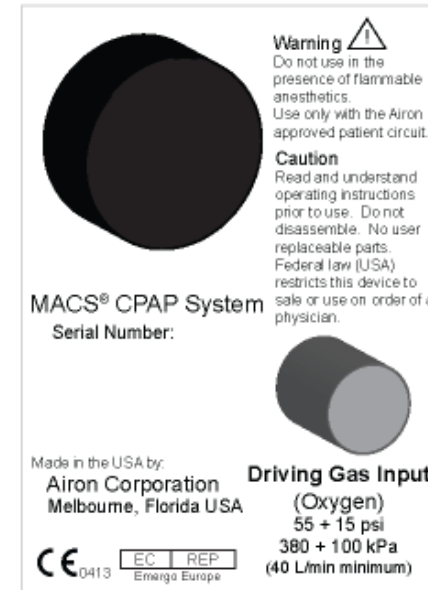 Warning
Do not use in the
presence of flammable
anesthetics.
Use only with the Airon
approved patient circuit.
Caution
Read and understand
operating instructions
prior to use. Do not
disassemble. No user
replaceable parts.
Federal law (USA)
restricts this device to
sale or use on order of a
physician.
MACS® CPAP System
Serial Number:
Made in the USA by:
Airon Corporation
Melbourne, Florida USA
CE 0413
EC REP
Emergo Europe
Driving Gas Input
(Oxygen)
55 + 15 psi
380 + 100 kPa
(40 L/min minimum)